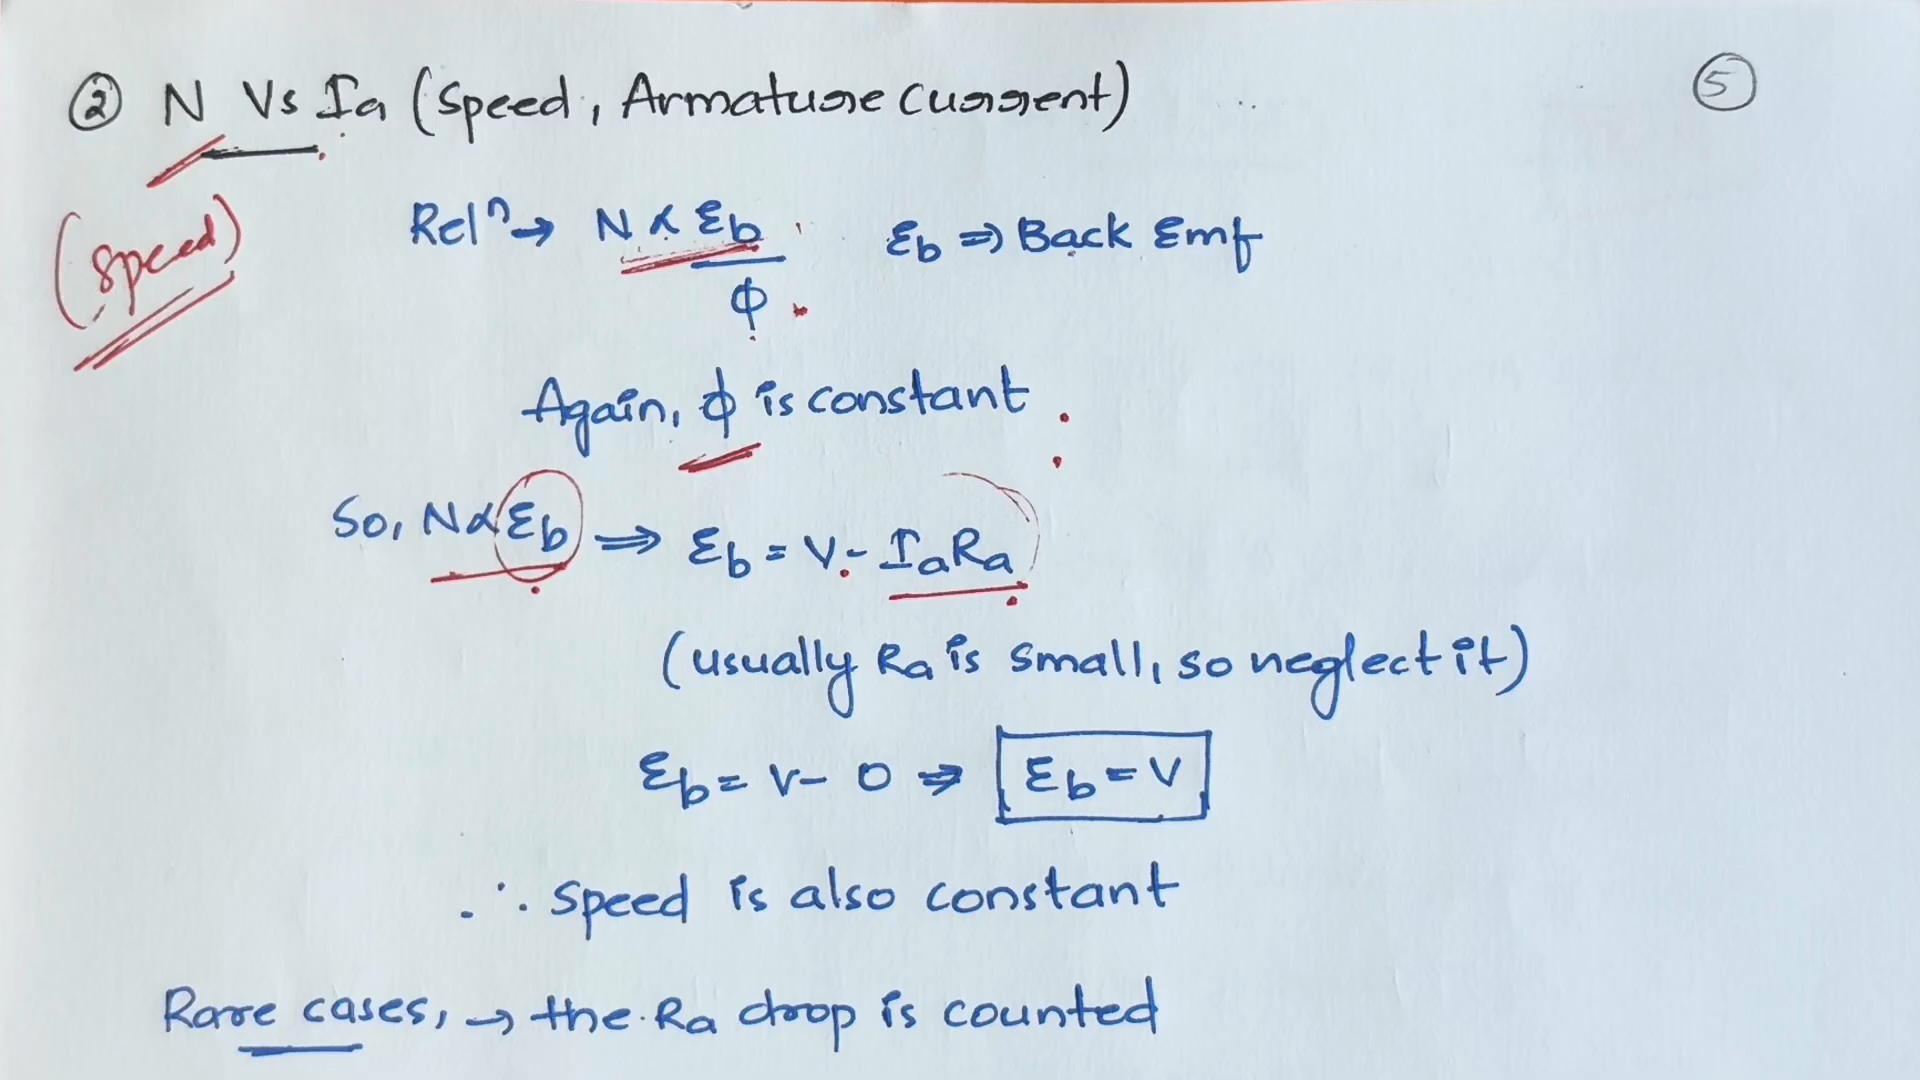 ② N Vs Ia (Speed, Armature Current)
⑤
(Speed)
Relⁿ → N α Eb / ϕ   Eb ⇒ Back Emf
Again, ϕ is constant
So, N α Eb ⇒ Eb = V - IaRa
(usually Ra is small, so neglect it)
Eb = V - 0 ⇒ Eb = V
∴ Speed is also constant
Rare cases, → the Ra drop is counted